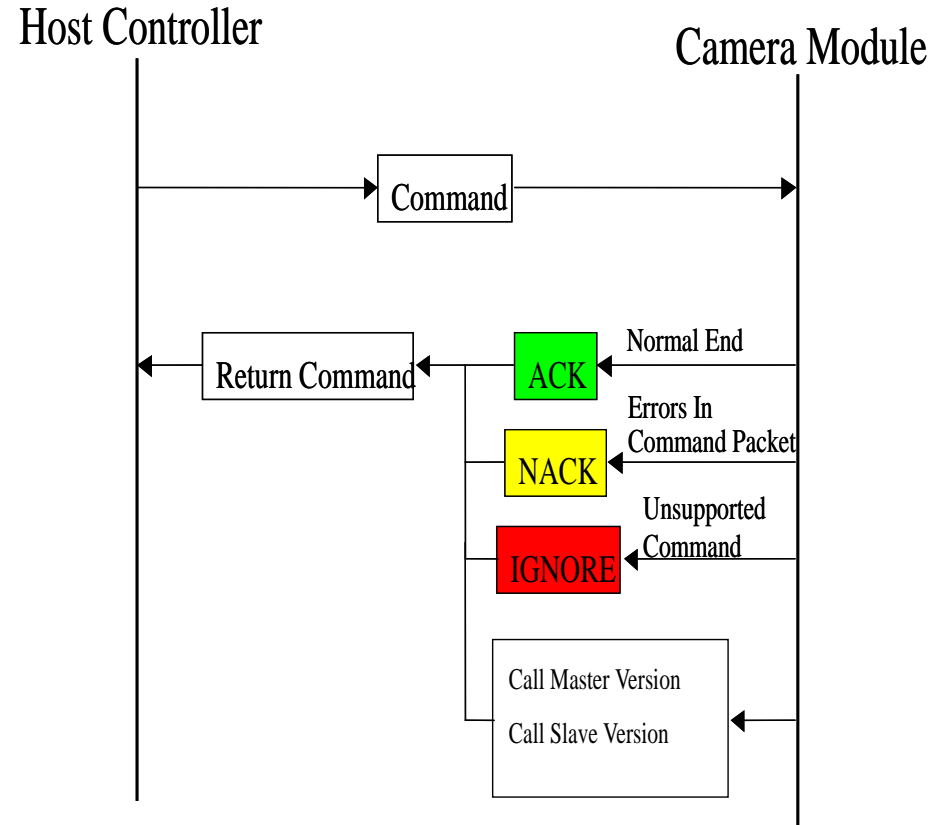 Host Controller
Camera Module
Command
Return Command
ACK
Normal End
Errors In
Command Packet
NACK
Unsupported
Command
IGNORE
Call Master Version
Call Slave Version